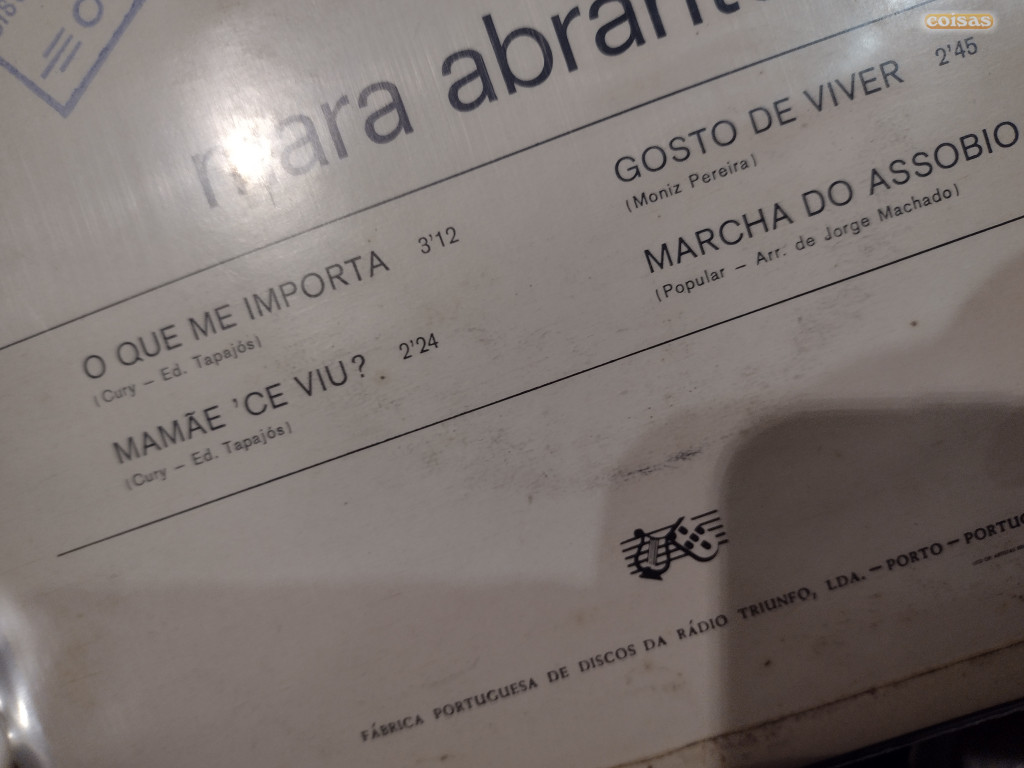 coisas
mara
O QUE ME IMPORTA 3'12
(Cury – Ed. Tapajós)
MAMÃE 'CE VIU? 2'24
(Cury – Ed. Tapajós)
GOSTO DE VIVER 2'45
(Moniz Pereira)
MARCHA DO ASSOBIO
(Popular – Arr. de Jorge Machado)
FÁBRICA PORTUGUESA DE DISCOS DA RÁDIO TRIUNFO, LDA. – PORTO –